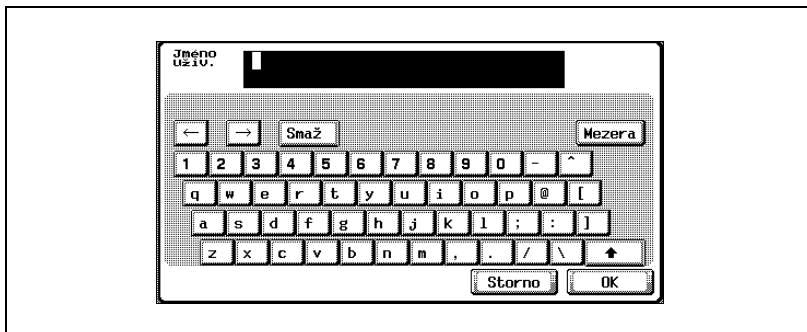 Jméno
uživ.
← → Smaž Mezera
1 2 3 4 5 6 7 8 9 0 - ^
q w e r t y u i o p @ [
a s d f g h j k l ; : ]
z x c v b n m , . / \ ↑
Storno OK